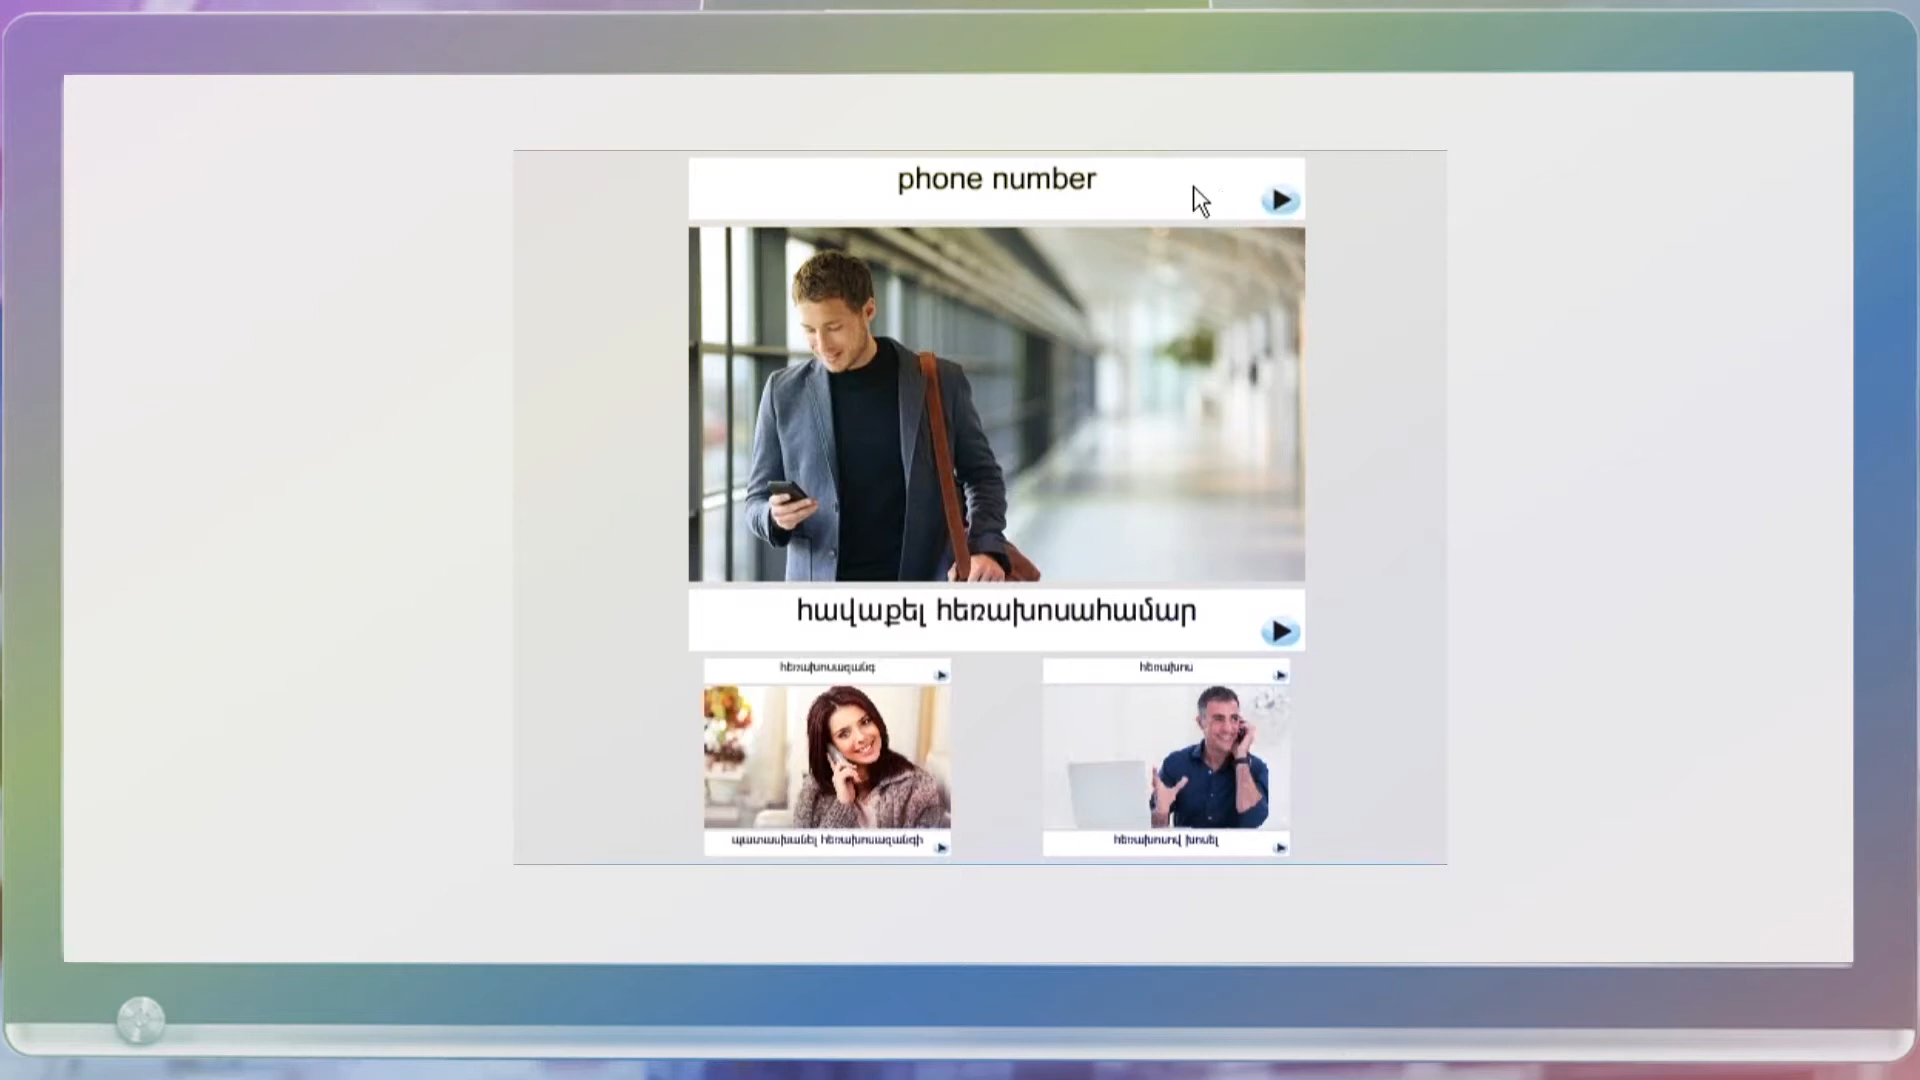 phone number
հավաքել հեռախոսահամար
հեռախոսազանգ
հեռախոս
պատասխանել հեռախոսազանգի
հեռախոսով խոսել